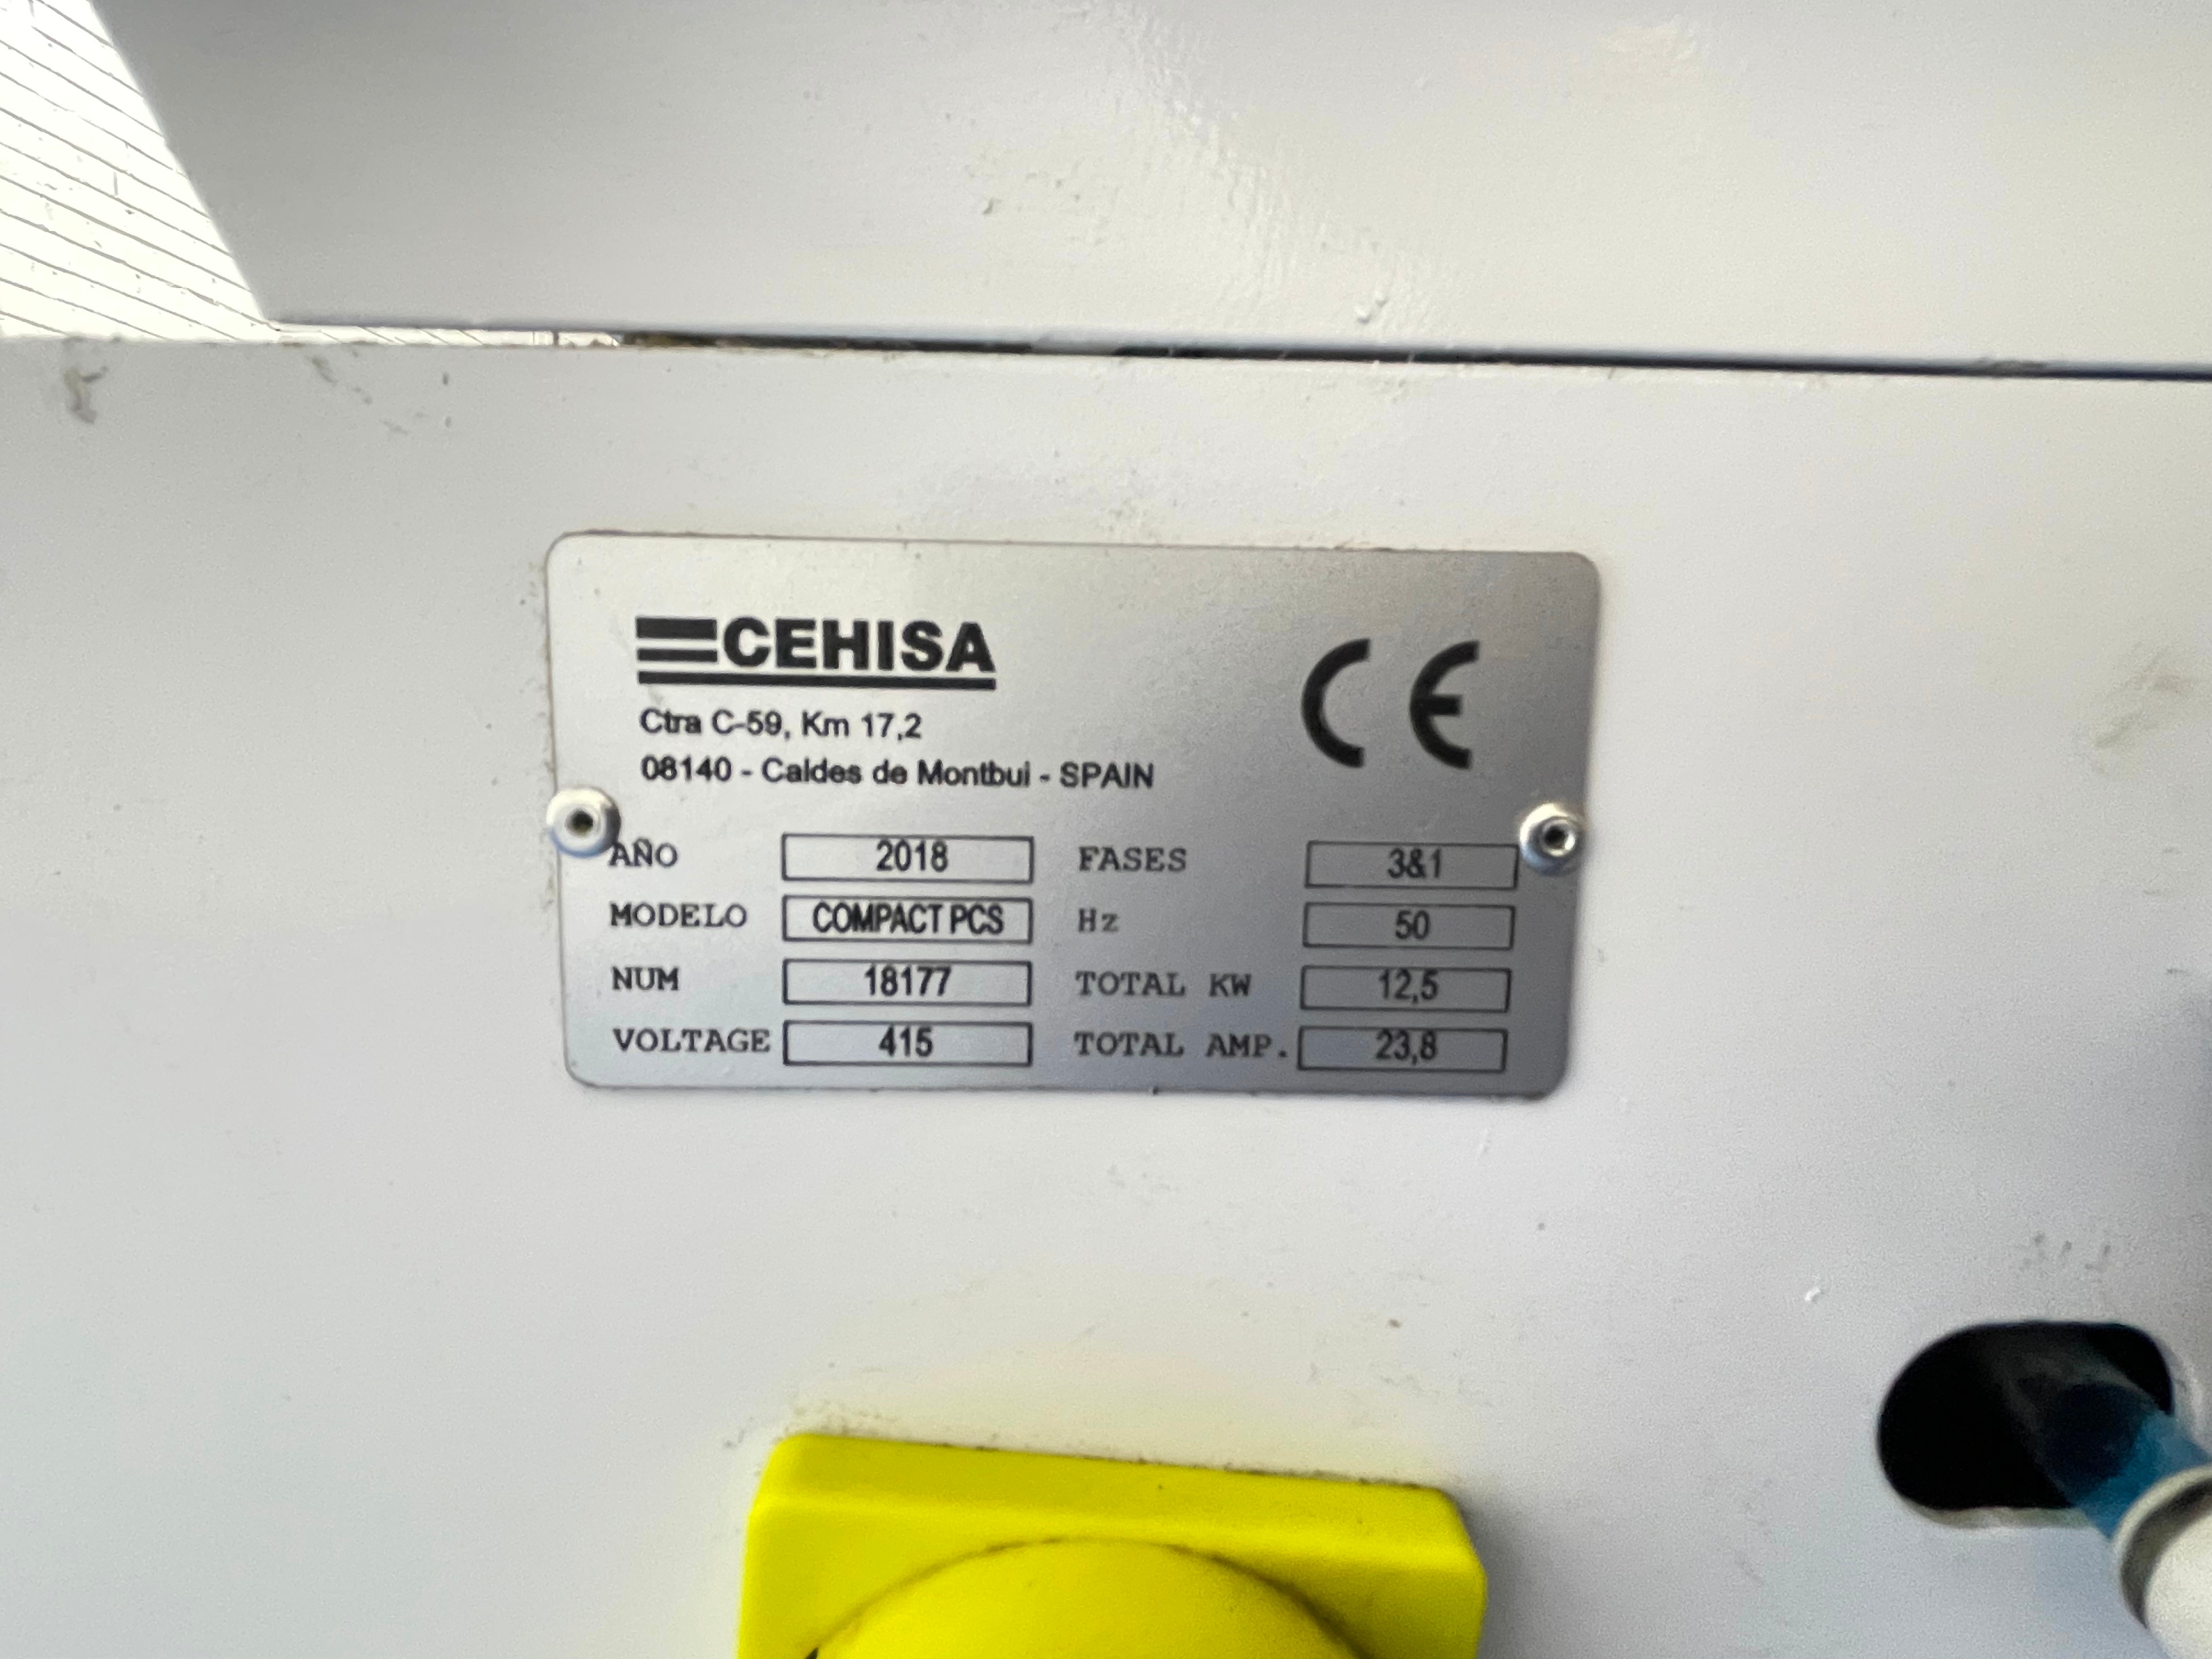 CEHISA
CE
Ctra C-59, Km 17,2
08140 - Caldes de Montbui - SPAIN
AÑO 2018 FASES 3&1
MODELO COMPACT PCS Hz 50
NUM 18177 TOTAL KW 12,5
VOLTAGE 415 TOTAL AMP. 23,8